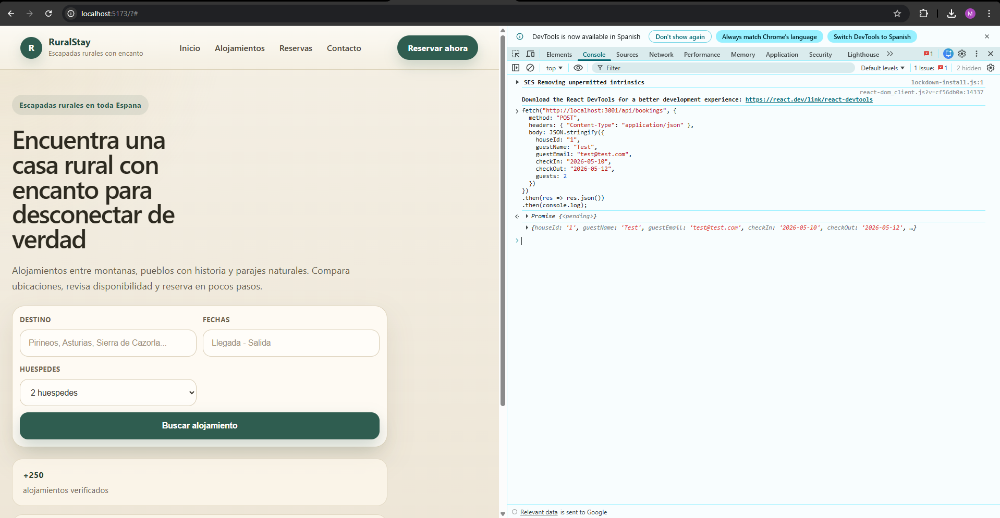 localhost:5173/?#
M
R
RuralStay
Escapadas rurales con encanto
Inicio
Alojamientos
Reservas
Contacto
Reservar ahora
Escapadas rurales en toda Espana
Encuentra una
casa rural con
encanto para
desconectar de
verdad
Alojamientos entre montanas, pueblos con historia y parajes naturales. Compara
ubicaciones, revisa disponibilidad y reserva en pocos pasos.
DESTINO
FECHAS
Pirineos, Asturias, Sierra de Cazorla...
Llegada - Salida
HUESPEDES
2 huespedes
Buscar alojamiento
+250
alojamientos verificados
DevTools is now available in Spanish
Don't show again
Always match Chrome's language
Switch DevTools to Spanish
Elements
Console
Sources
Network
Performance
Memory
Application
Security
Lighthouse
1
top
Filter
Default levels
1 Issue: 1
2 hidden
SES Removing unpermitted intrinsics
lockdown-install.js:1
react-dom_client.js?v=cf56db0a:14337
Download the React DevTools for a better development experience: https://react.dev/link/react-devtools
fetch("http://localhost:3001/api/bookings", {
method: "POST",
headers: { "Content-Type": "application/json" },
body: JSON.stringify({
houseId: "1",
guestName: "Test",
guestEmail: "test@test.com",
checkIn: "2026-05-10",
checkOut: "2026-05-12",
guests: 2
})
})
.then(res => res.json())
.then(console.log);
Promise {<pending>}
{houseId: '1', guestName: 'Test', guestEmail: 'test@test.com', checkIn: '2026-05-10', checkOut: '2026-05-12', …}
Relevant data is sent to Google